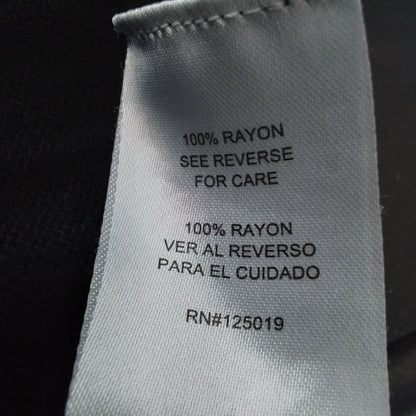 100% RAYON
SEE REVERSE
FOR CARE
100% RAYON
VER AL REVERSO
PARA EL CUIDADO
RN#125019